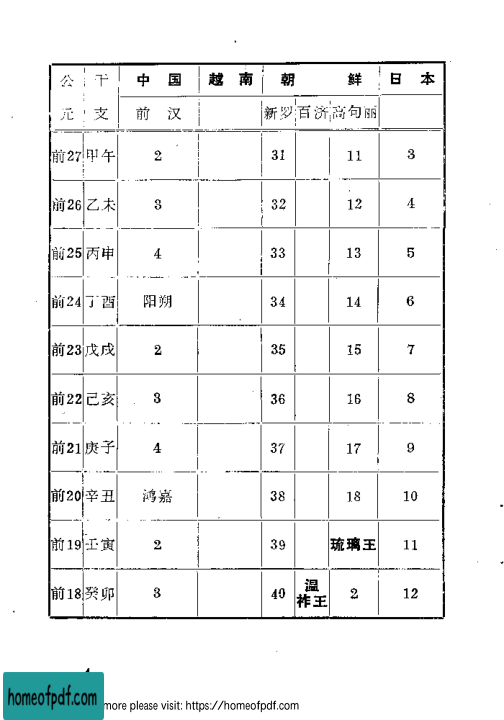 公元 干支 中国 越南 朝鲜 日本
前汉 新罗 百济 高句丽
前27 甲午 2 31 11 3
前26 乙未 3 32 12 4
前25 丙申 4 33 13 5
前24 丁酉 阳朔 34 14 6
前23 戊戌 2 35 15 7
前22 己亥 3 36 16 8
前21 庚子 4 37 17 9
前20 辛丑 鸿嘉 38 18 10
前19 壬寅 2 39 琉璃王 11
前18 癸卯 3 40 温祚王 2 12
homeofpdf.com
more please visit: https://homeofpdf.com